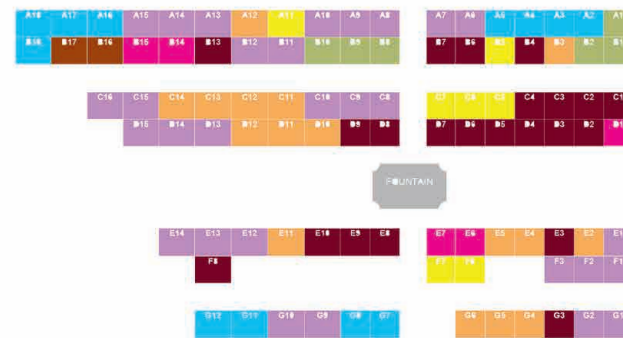 A18 A17 A16 A15 A14 A13 A12 A11 A10 A9 A8 A7 A6 A5 A4 A3 A2 A1
B18 B17 B16 B15 B14 B13 B12 B11 B10 B9 B8 B7 B6 B5 B4 B3 B2 B1
C16 C15 C14 C13 C12 C11 C10 C9 C8 C7 C6 C5 C4 C3 C2 C1
D15 D14 D13 D12 D11 D10 D9 D8 D7 D6 D5 D4 D3 D2 D1
FOUNTAIN
E14 E13 E12 E11 E10 E9 E8 E7 E6 E5 E4 E3 E2 E1
F8 F7 F6 F3 F2 F1
G12 G11 G10 G9 G8 G7 G6 G5 G4 G3 G2 G1